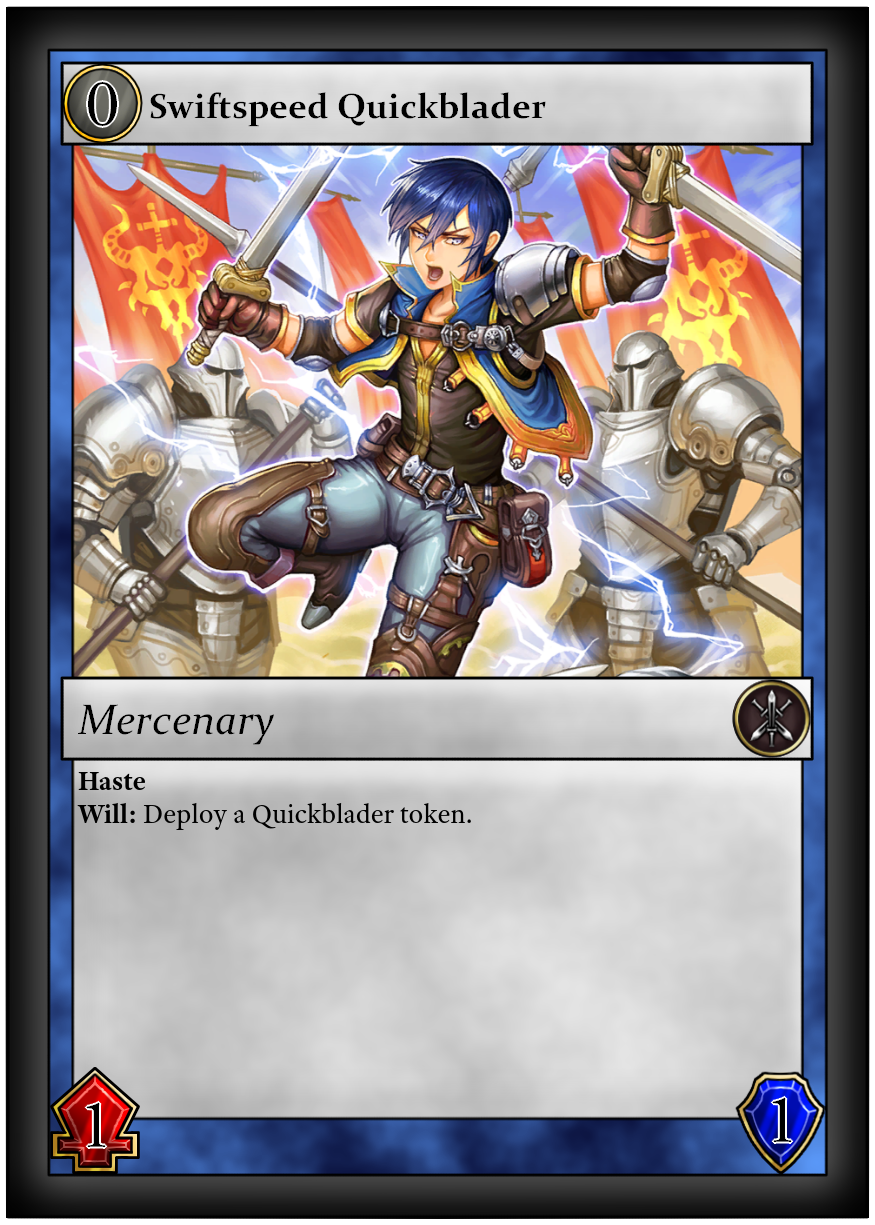 0 Swiftspeed Quickblader
Mercenary
Haste
Will: Deploy a Quickblader token.
1 1